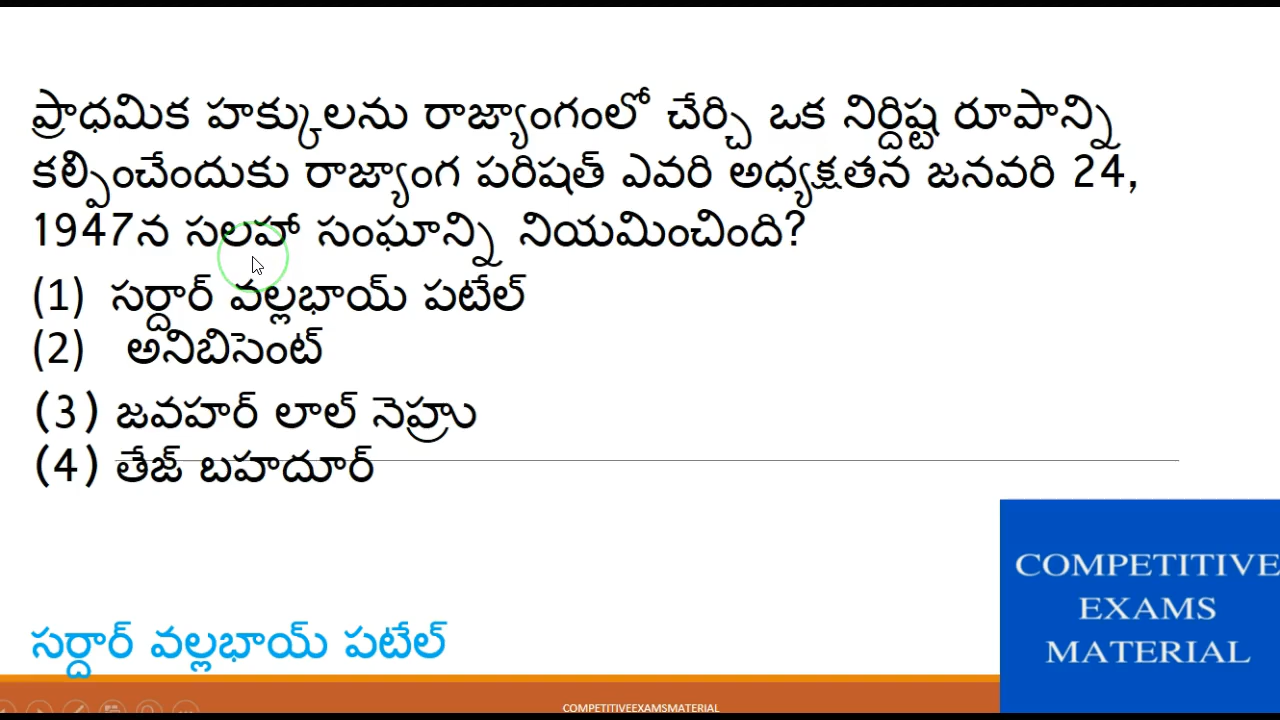 ప్రాధమిక హక్కులను రాజ్యాంగంలో చేర్చి ఒక నిర్దిష్ట రూపాన్ని
కల్పించేందుకు రాజ్యాంగ పరిషత్ ఎవరి అధ్యక్షతన జనవరి 24,
1947న సలహా సంఘాన్ని నియమించింది?
(1) సర్దార్ వల్లభాయ్ పటేల్
(2) అనిబిసెంట్
(3) జవహర్ లాల్ నెహ్రు
(4) తేజ్ బహదూర్
COMPETITIVE
EXAMS
MATERIAL
సర్దార్ వల్లభాయ్ పటేల్
COMPETITIVEEXAMSMATERIAL